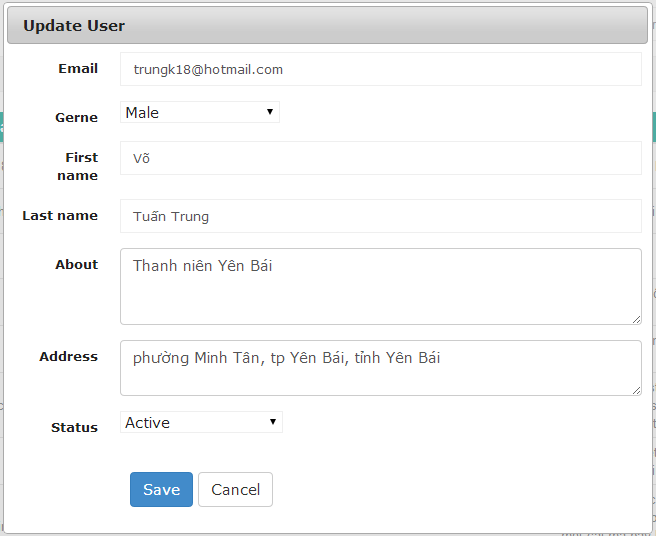 Update User
Email trungk18@hotmail.com
Gerne Male
First
name
Võ
Last name Tuấn Trung
About Thanh niên Yên Bái
Address phường Minh Tân, tp Yên Bái, tỉnh Yên Bái
Status Active
Save Cancel